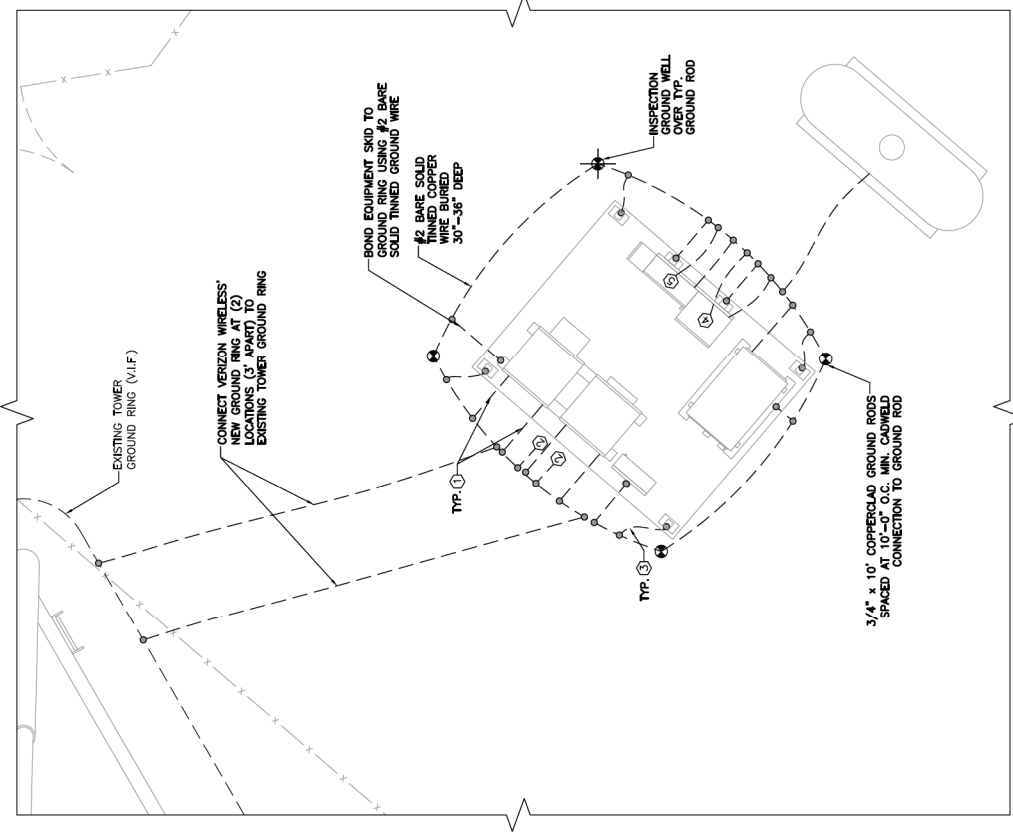 EXISTING TOWER
GROUND RING (V.I.F.)
CONNECT VERIZON WIRELESS'
NEW GROUND RING AT (2)
LOCATIONS (3' APART) TO
EXISTING TOWER GROUND RING
BOND EQUIPMENT SKID TO
GROUND RING USING #2 BARE
SOLID TINNED GROUND WIRE
#2 BARE SOLID
TINNED COPPER
WIRE BURIED
30"-36" DEEP
INSPECTION
GROUND WELL
OVER TYP.
GROUND ROD
TYP. 1
2
2
TYP. 3
4
5
3/4" x 10' COPPERCLAD GROUND RODS
SPACED AT 10'-0" O.C. MIN. CADWELD
CONNECTION TO GROUND ROD
X
X
X
X
X
X
X
X
X
X
X